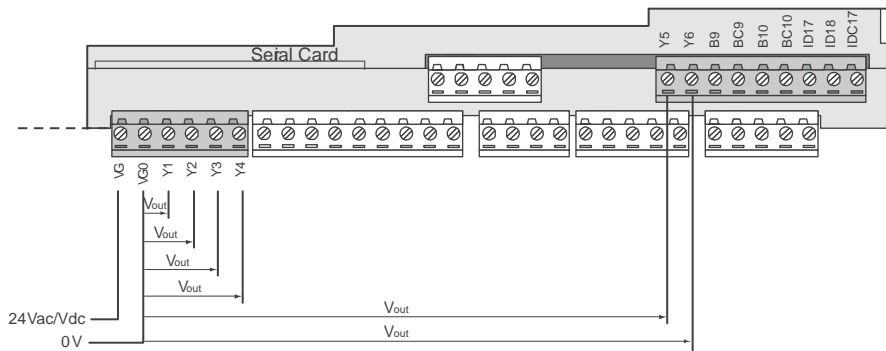 Serial Card
Y5
Y6
B9
BC9
B10
BC10
ID17
ID18
IDC17
VG
VG0
Y1
Y2
Y3
Y4
Vout
Vout
Vout
Vout
Vout
24Vac/Vdc
Vout
0V